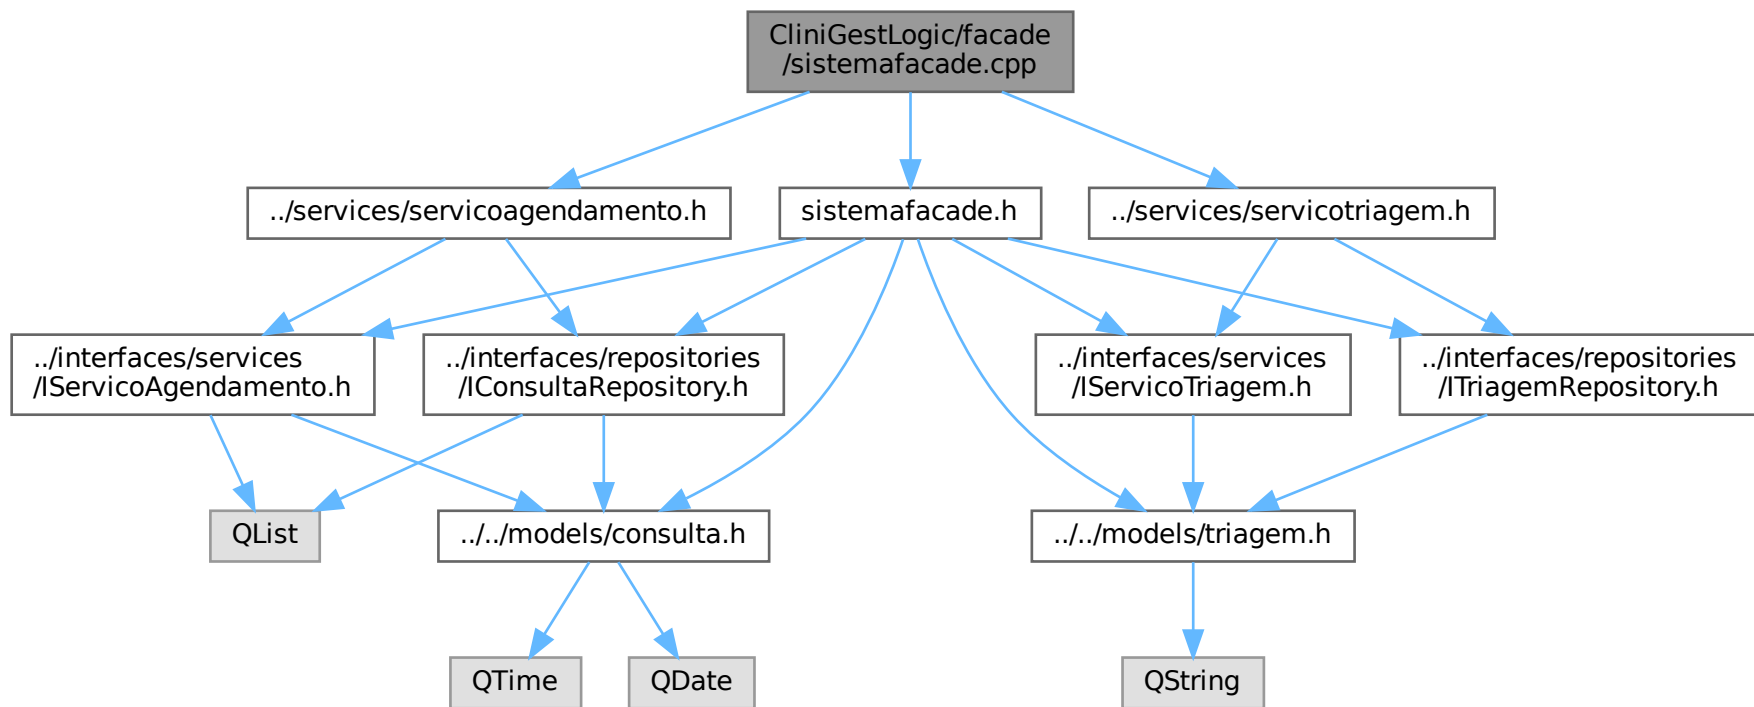 CliniGestLogic/facade
/sistemafacade.cpp
../services/servicoagendamento.h
sistemafacade.h
../services/servicotriagem.h
../interfaces/services
/IServicoAgendamento.h
../interfaces/repositories
/IConsultaRepository.h
../interfaces/services
/IServicoTriagem.h
../interfaces/repositories
/ITriagemRepository.h
QList
../../models/consulta.h
../../models/triagem.h
QTime
QDate
QString